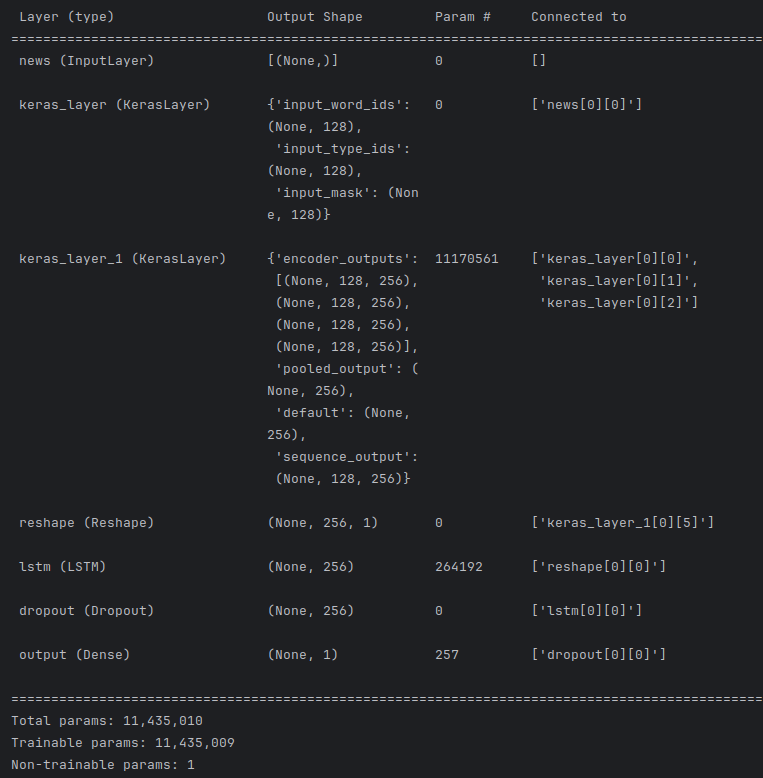 Layer (type) Output Shape Param # Connected to
==============================================================================================
news (InputLayer) [(None,)] 0 []
keras_layer (KerasLayer) {'input_word_ids': 0 ['news[0][0]']
(None, 128),
'input_type_ids':
(None, 128),
'input_mask': (Non
e, 128)}
keras_layer_1 (KerasLayer) {'encoder_outputs': 11170561 ['keras_layer[0][0]',
[(None, 128, 256), 'keras_layer[0][1]',
(None, 128, 256), 'keras_layer[0][2]']
(None, 128, 256),
(None, 128, 256)],
'pooled_output': (
None, 256),
'default': (None,
256),
'sequence_output':
(None, 128, 256)}
reshape (Reshape) (None, 256, 1) 0 ['keras_layer_1[0][5]']
lstm (LSTM) (None, 256) 264192 ['reshape[0][0]']
dropout (Dropout) (None, 256) 0 ['lstm[0][0]']
output (Dense) (None, 1) 257 ['dropout[0][0]']
==============================================================================================
Total params: 11,435,010
Trainable params: 11,435,009
Non-trainable params: 1